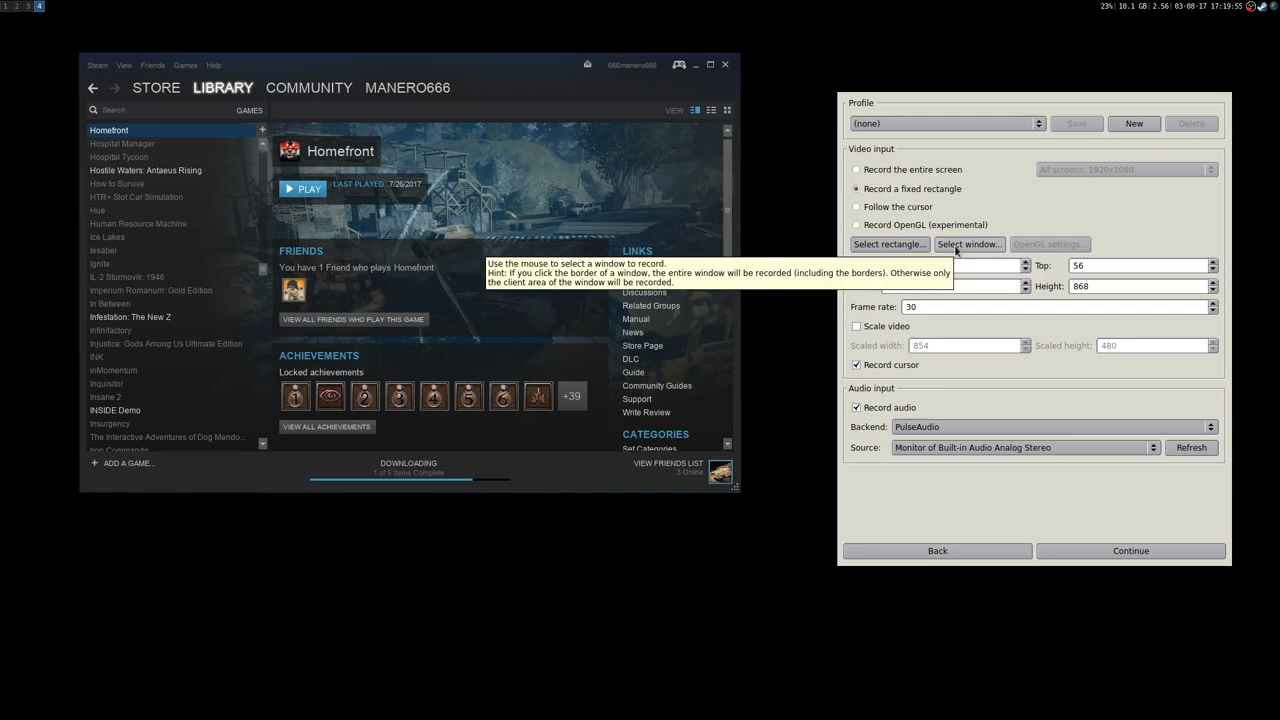 1 2 3 4
23% 10.1 GB 2.56 03-08-17 17:19:55
Steam View Friends Games Help
666manero666
STORE LIBRARY COMMUNITY MANERO666
Search GAMES
VIEW
Homefront
Hospital Manager
Hospital Tycoon
Hostile Waters: Antaeus Rising
How to Survive
HTR+ Slot Car Simulation
Hue
Human Resource Machine
Ice Lakes
Iesabel
Ignite
IL-2 Sturmovik: 1946
Imperium Romanum: Gold Edition
In Between
Infestation: The New Z
Infinifactory
Injustice: Gods Among Us Ultimate Edition
INK
inMomentum
Inquisitor
Insane 2
INSIDE Demo
Insurgency
The Interactive Adventures of Dog Mendo...
Homefront
PLAY
LAST PLAYED 7/26/2017
FRIENDS
You have 1 Friend who plays Homefront
VIEW ALL FRIENDS WHO PLAY THIS GAME
ACHIEVEMENTS
Locked achievements
+39
VIEW ALL ACHIEVEMENTS
LINKS
Discussions
Related Groups
Manual
News
Store Page
DLC
Guide
Community Guides
Support
Write Review
CATEGORIES
Set Categories
ADD A GAME...
DOWNLOADING
1 of 5 Items Complete
VIEW FRIENDS LIST
3 Online
Use the mouse to select a window to record.
Hint: If you click the border of a window, the entire window will be recorded (including the borders). Otherwise only
the client area of the window will be recorded.
Profile
(none) Save New Delete
Video input
Record the entire screen All screens: 1920x1080
Record a fixed rectangle
Follow the cursor
Record OpenGL (experimental)
Select rectangle... Select window... OpenGL settings...
Top: 56
Height: 868
Frame rate: 30
Scale video
Scaled width: 854 Scaled height: 480
Record cursor
Audio input
Record audio
Backend: PulseAudio
Source: Monitor of Built-in Audio Analog Stereo Refresh
Back Continue